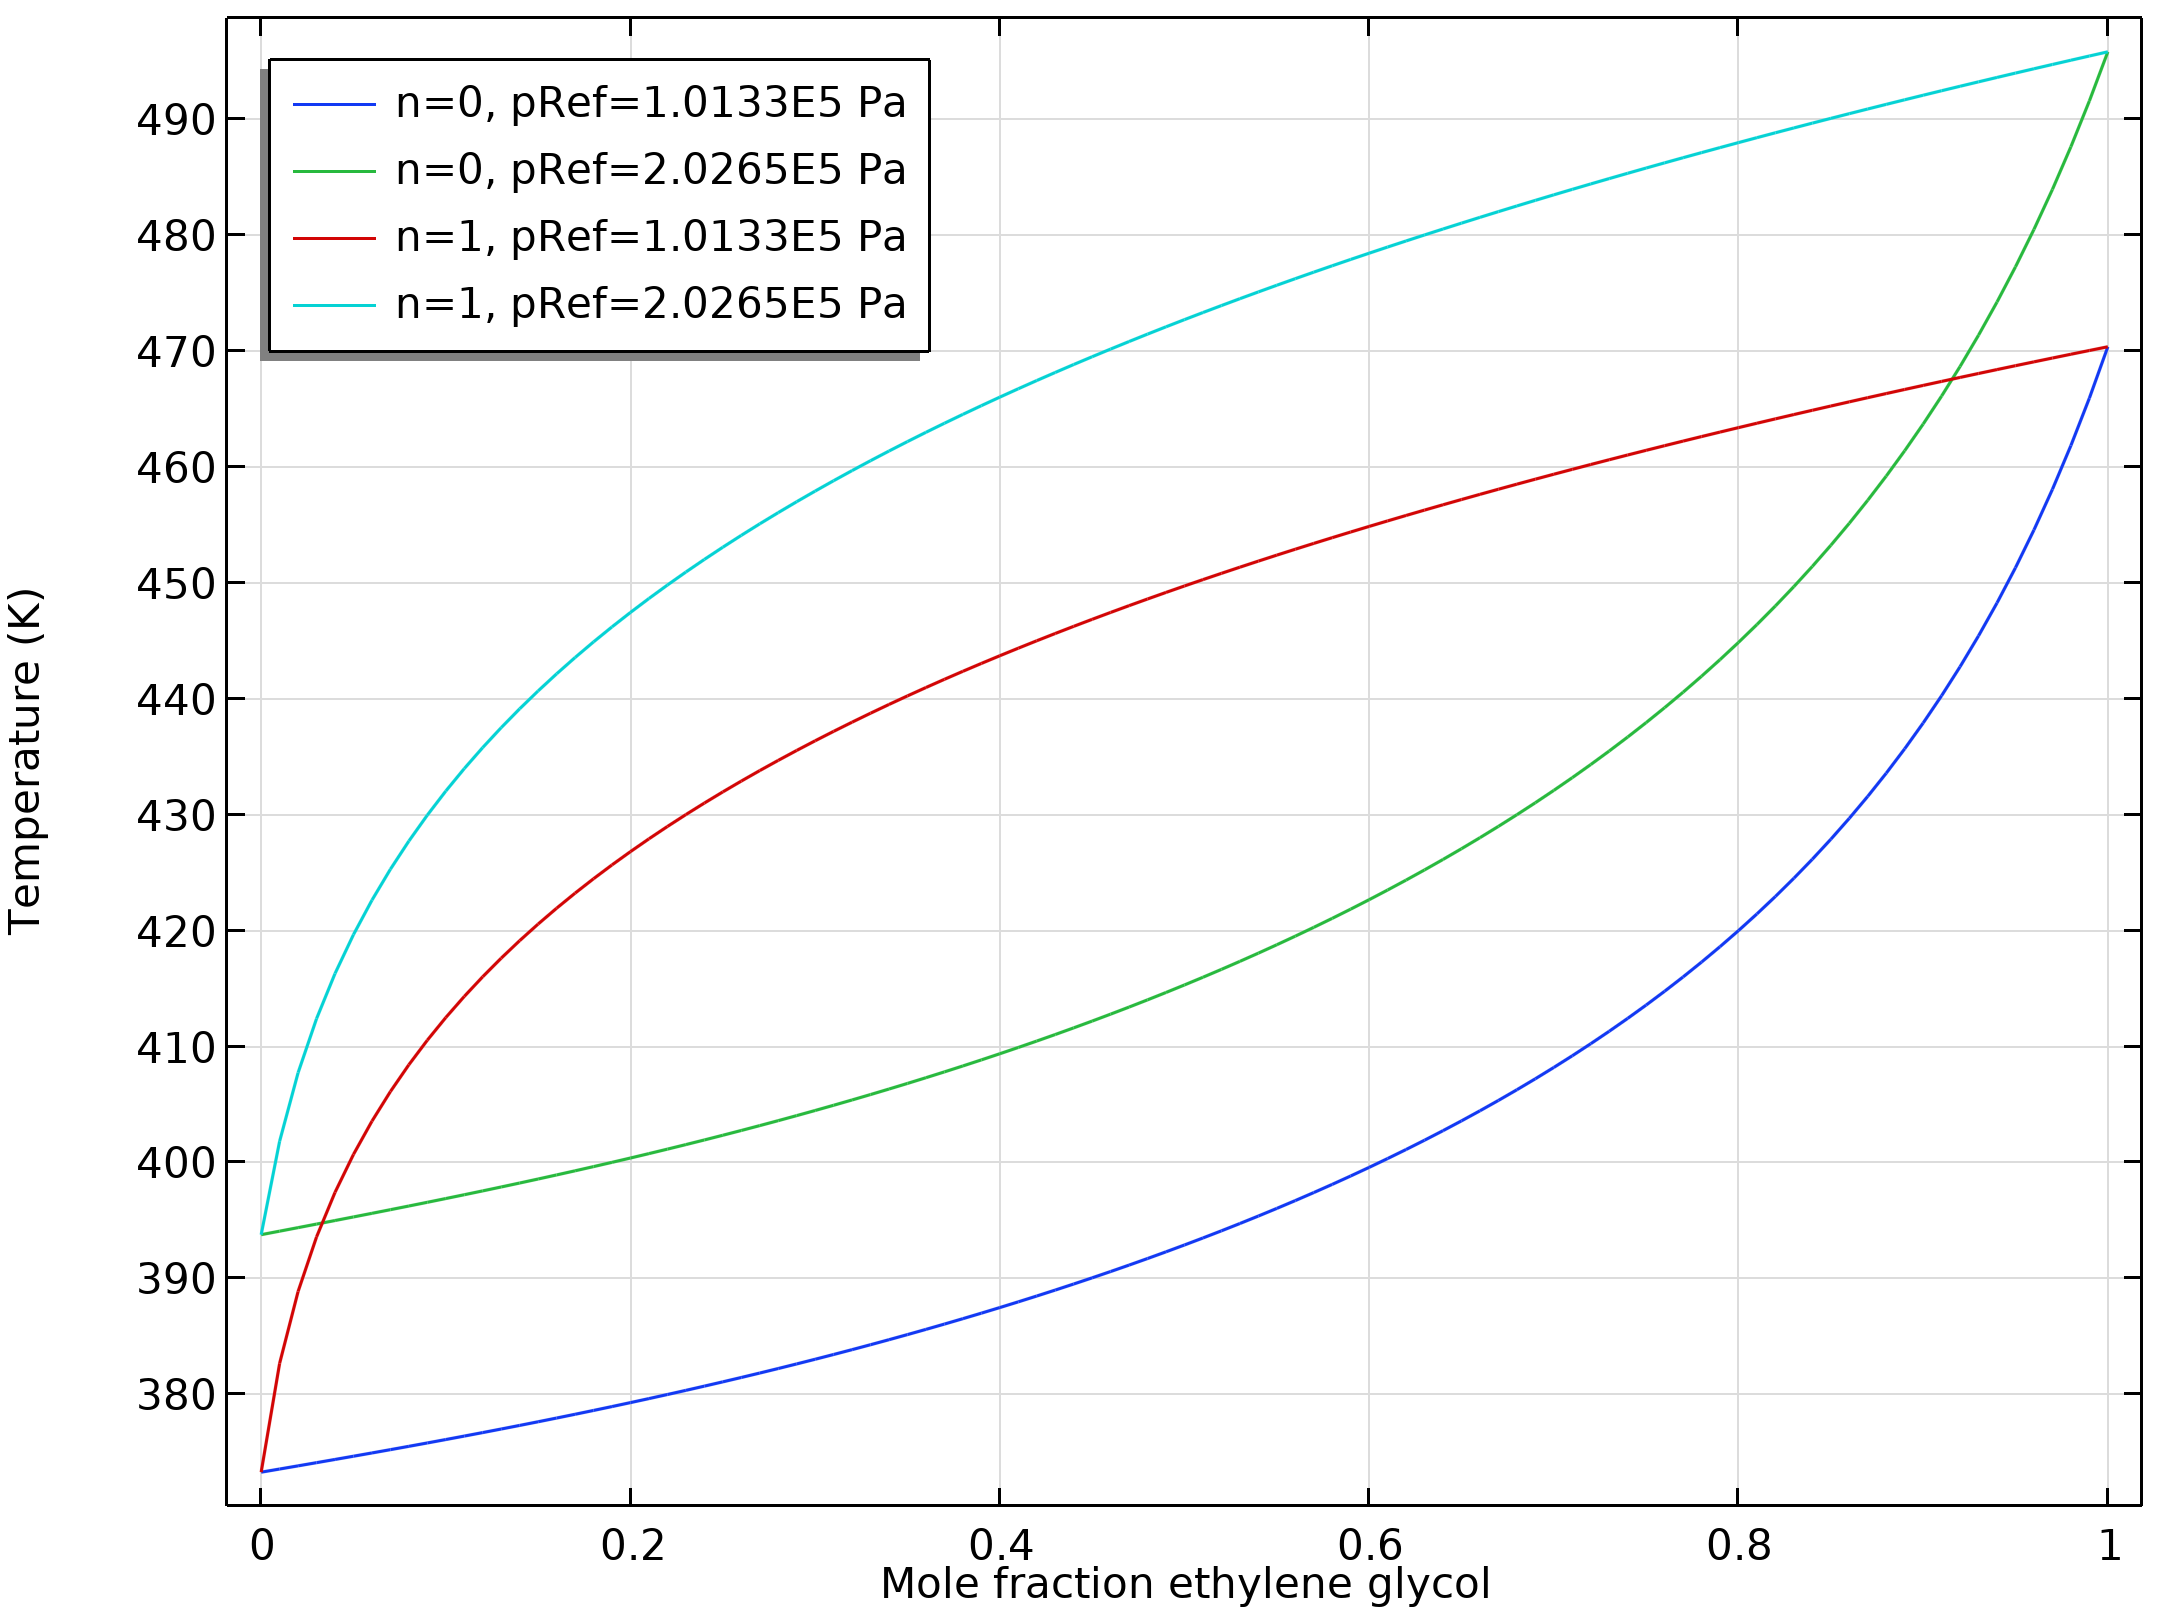 n=0, pRef=1.0133E5 Pa
n=0, pRef=2.0265E5 Pa
n=1, pRef=1.0133E5 Pa
n=1, pRef=2.0265E5 Pa
490
480
470
460
450
440
430
420
410
400
390
380
Temperature (K)
0 0.2 0.4 0.6 0.8 1
Mole fraction ethylene glycol